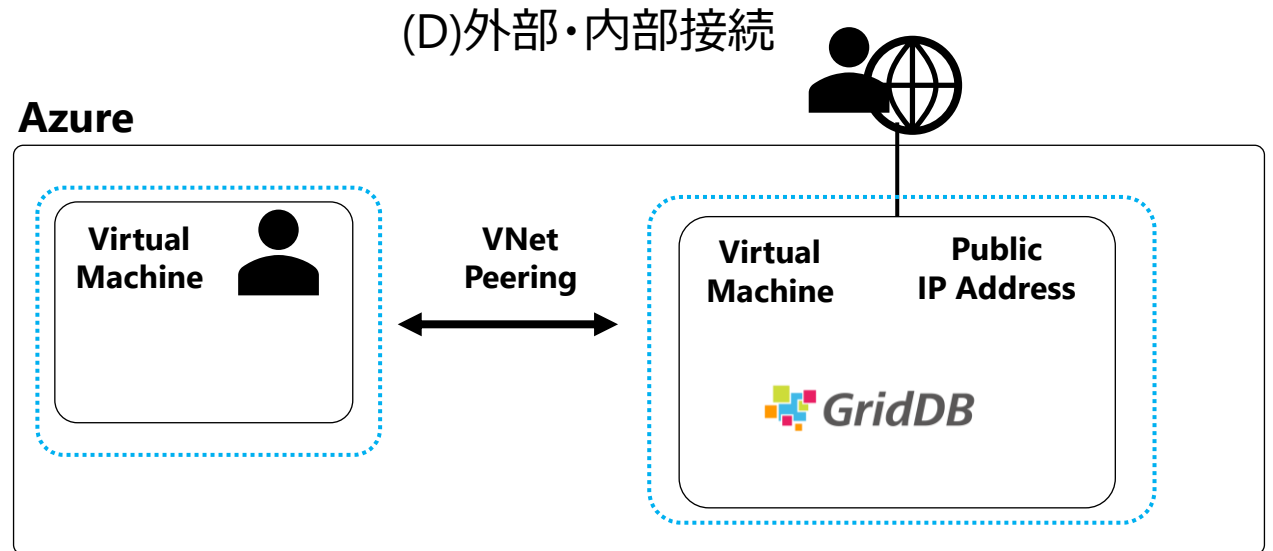 (D)外部・内部接続
Azure
Virtual
Machine
VNet
Peering
Virtual
Machine
Public
IP Address
GridDB